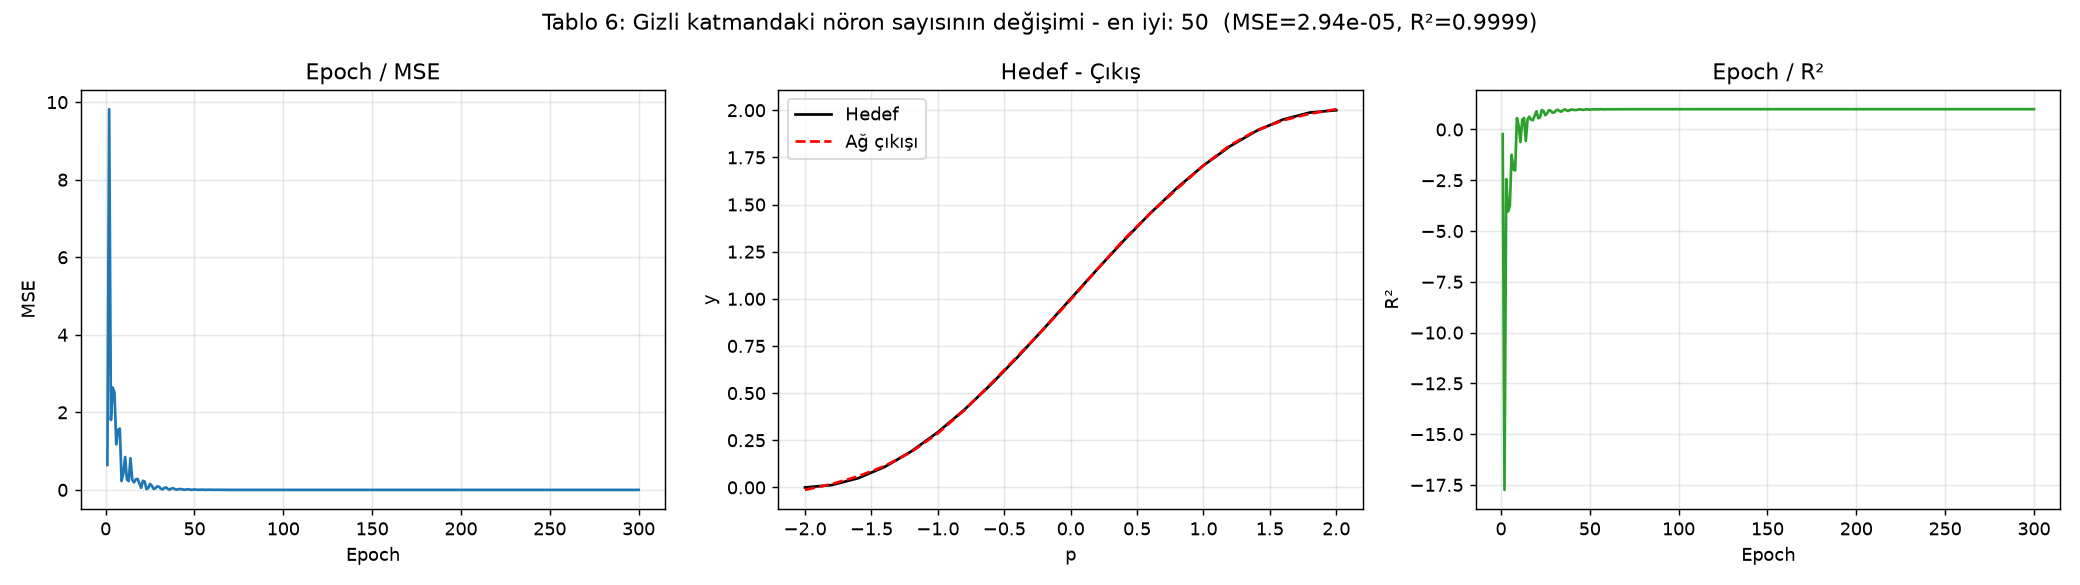 Tablo 6: Gizli katmandaki nöron sayısının değişimi - en iyi: 50  (MSE=2.94e-05, R²=0.9999)
Epoch / MSE
10
8
6
4
2
0
MSE
0 50 100 150 200 250 300
Epoch
Hedef - Çıkış
Hedef
Ağ çıkışı
2.00
1.75
1.50
1.25
1.00
0.75
0.50
0.25
0.00
y
−2.0 −1.5 −1.0 −0.5 0.0 0.5 1.0 1.5 2.0
p
Epoch / R²
0.0
−2.5
−5.0
−7.5
−10.0
−12.5
−15.0
−17.5
R²
0 50 100 150 200 250 300
Epoch